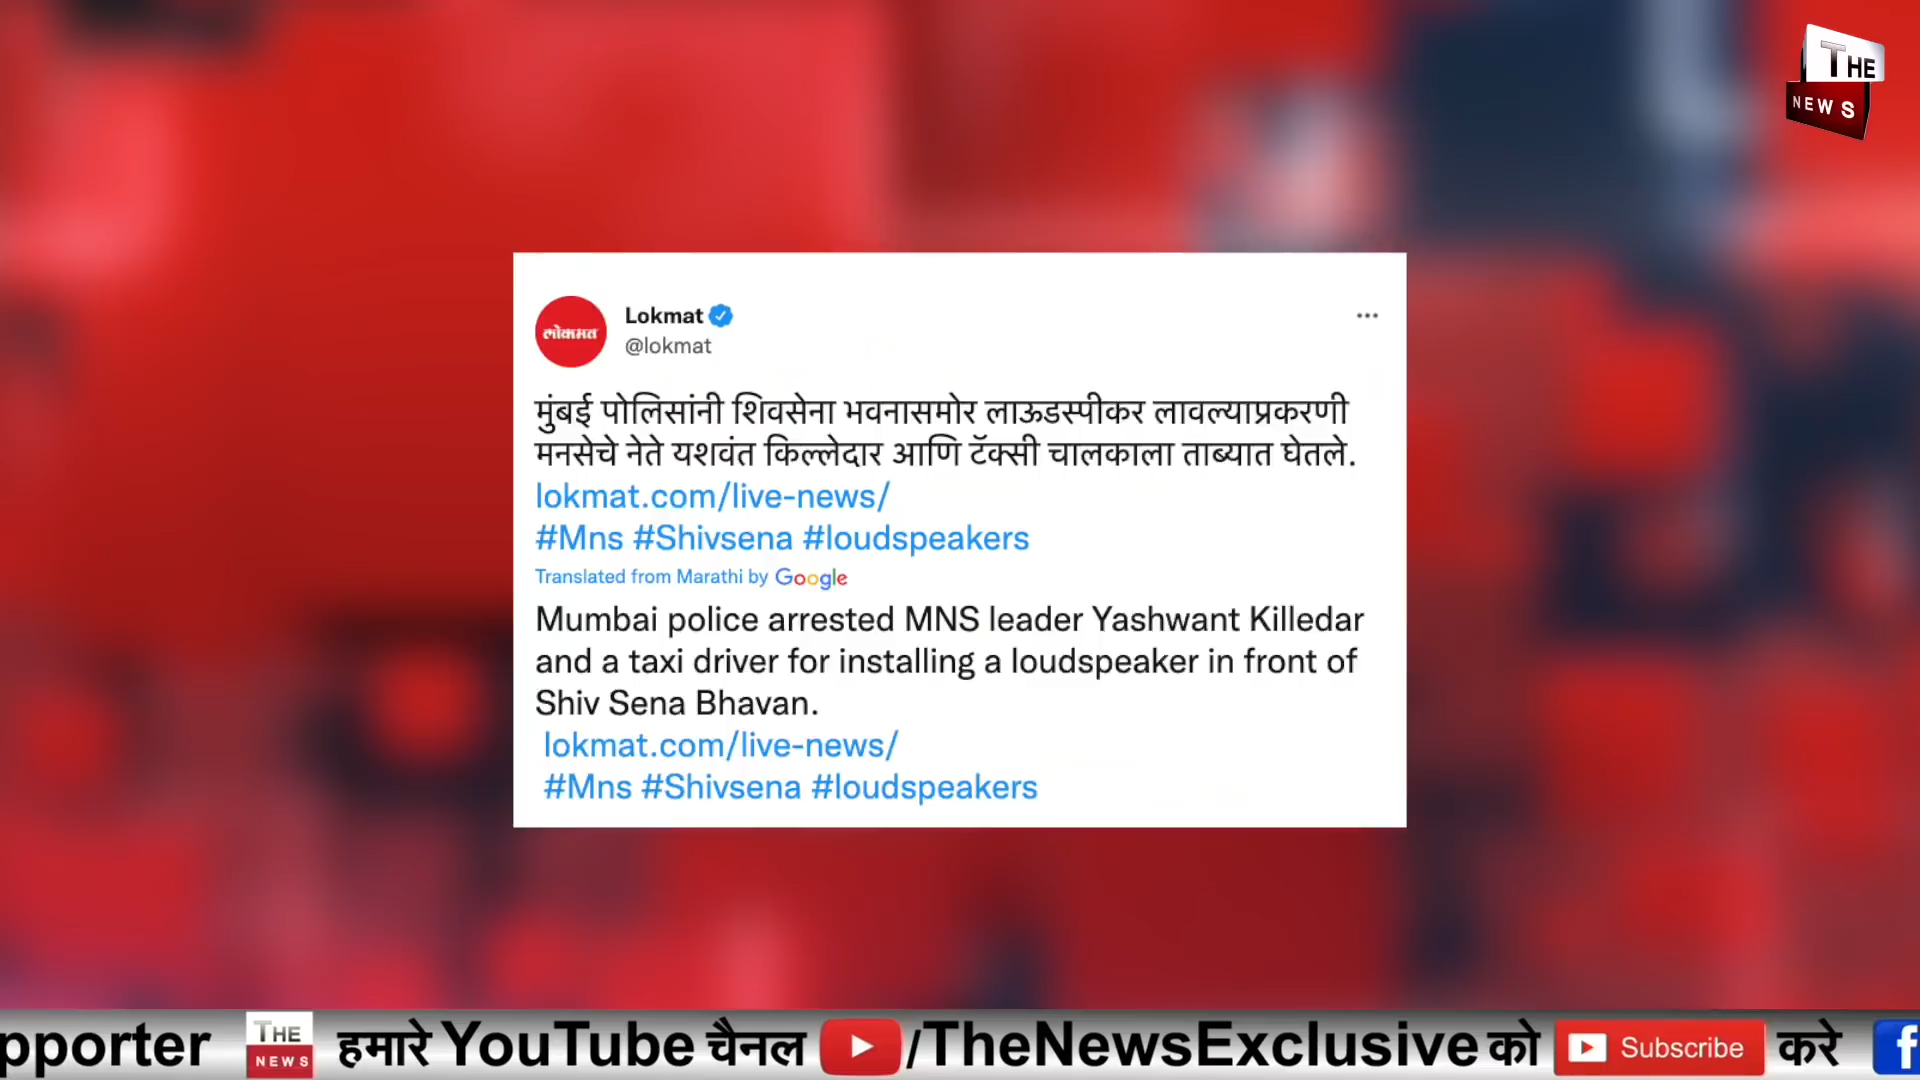 THE
NEWS
लोकमत
Lokmat
@lokmat
मुंबई पोलिसांनी शिवसेना भवनासमोर लाऊडस्पीकर लावल्याप्रकरणी
मनसेचे नेते यशवंत किल्लेदार आणि टॅक्सी चालकाला ताब्यात घेतले.
lokmat.com/live-news/
#Mns #Shivsena #loudspeakers
Translated from Marathi by Google
Mumbai police arrested MNS leader Yashwant Killedar
and a taxi driver for installing a loudspeaker in front of
Shiv Sena Bhavan.
lokmat.com/live-news/
#Mns #Shivsena #loudspeakers
pporter THE NEWS हमारे YouTube चैनल /TheNewsExclusive को Subscribe करे f